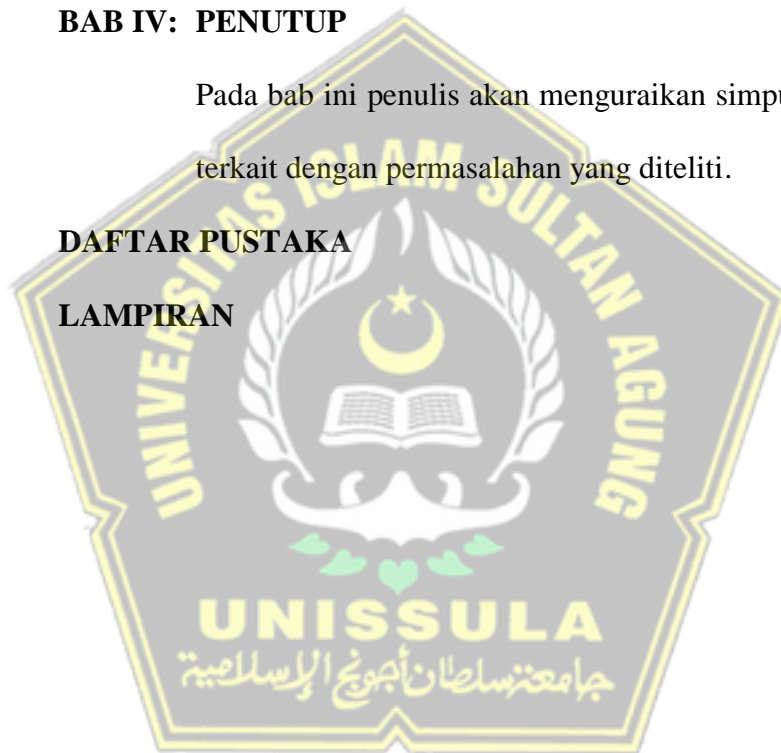 BAB IV: PENUTUP
Pada bab ini penulis akan menguraikan
terkait dengan permasalahan yang diteliti.
DAFTAR PUSTAKA
LAMPIRAN
UNIVERSITAS ISLAM SULTAN AGUNG
UNISSULA
جامعة سلطان أجونج الإسلامية